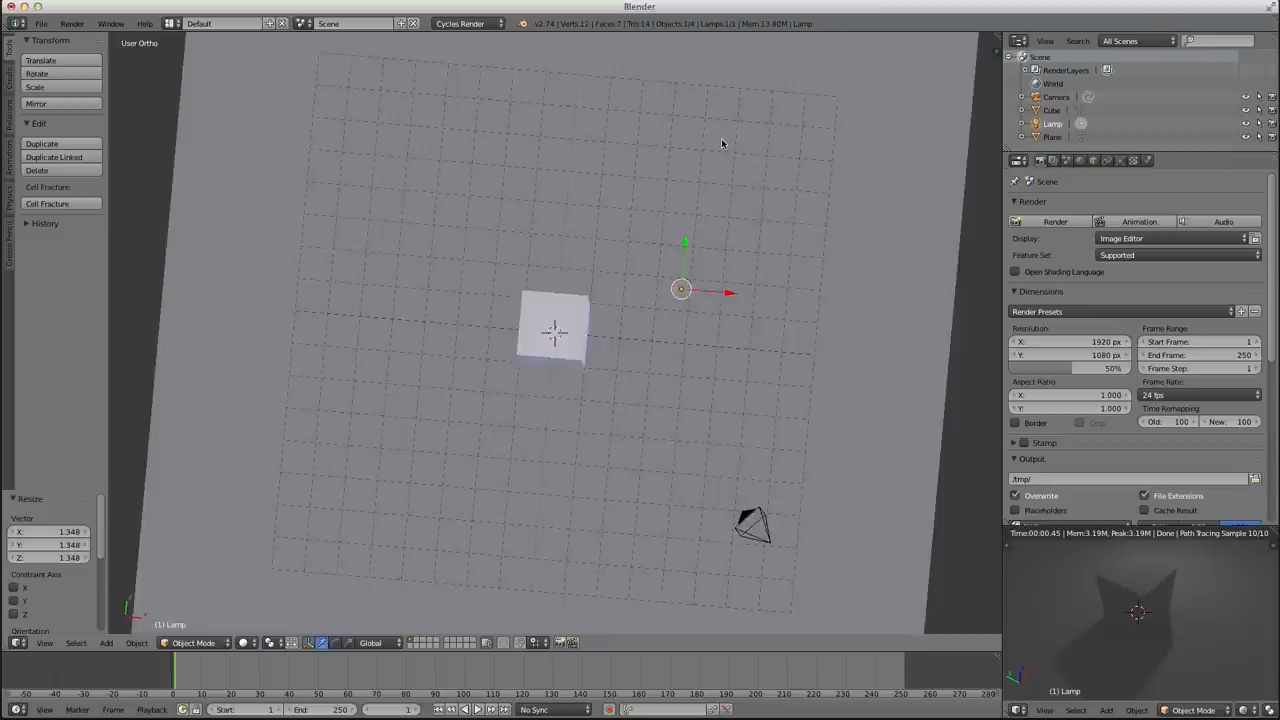 Blender
File Render Window Help Default Scene Cycles Render v2.74 | Verts:12 | Faces:7 | Tris:14 | Objects:1/4 | Lamps:1/1 | Mem:13.80M | Lamp
Tools
Create
Relations
Animation
Physics
Grease Pencil
Transform
Translate
Rotate
Scale
Mirror
Edit
Duplicate
Duplicate Linked
Delete
Cell Fracture:
Cell Fracture
History
Resize
Vector
X: 1.348
Y: 1.348
Z: 1.348
Constraint Axis
X
Y
Z
Orientation
User Ortho
(1) Lamp
View Select Add Object Object Mode Global
-50 -40 -30 -20 -10 0 10 20 30 40 50 60 70 80 90 100 110 120 130 140 150 160 170 180 190 200 210 220 230 240 250 260 270 280
View Marker Frame Playback Start: 1 End: 250 1 No Sync
View Search All Scenes
Scene
RenderLayers |
World
Camera |
Cube |
Lamp |
Plane |
Scene
Render
Render Animation Audio
Display: Image Editor
Feature Set: Supported
Open Shading Language
Dimensions
Render Presets
Resolution: Frame Range:
X: 1920 px Start Frame: 1
Y: 1080 px End Frame: 250
50% Frame Step: 1
Aspect Ratio: Frame Rate:
X: 1.000 24 fps
Y: 1.000 Time Remapping:
Border Crop Old: 100 New: 100
Stamp
Output
/tmp/
Overwrite File Extensions
Placeholders Cache Result
Time:00:00.45 | Mem:3.19M, Peak:3.19M | Done | Path Tracing Sample 10/10
(1) Lamp
View Select Add Object Object Mode